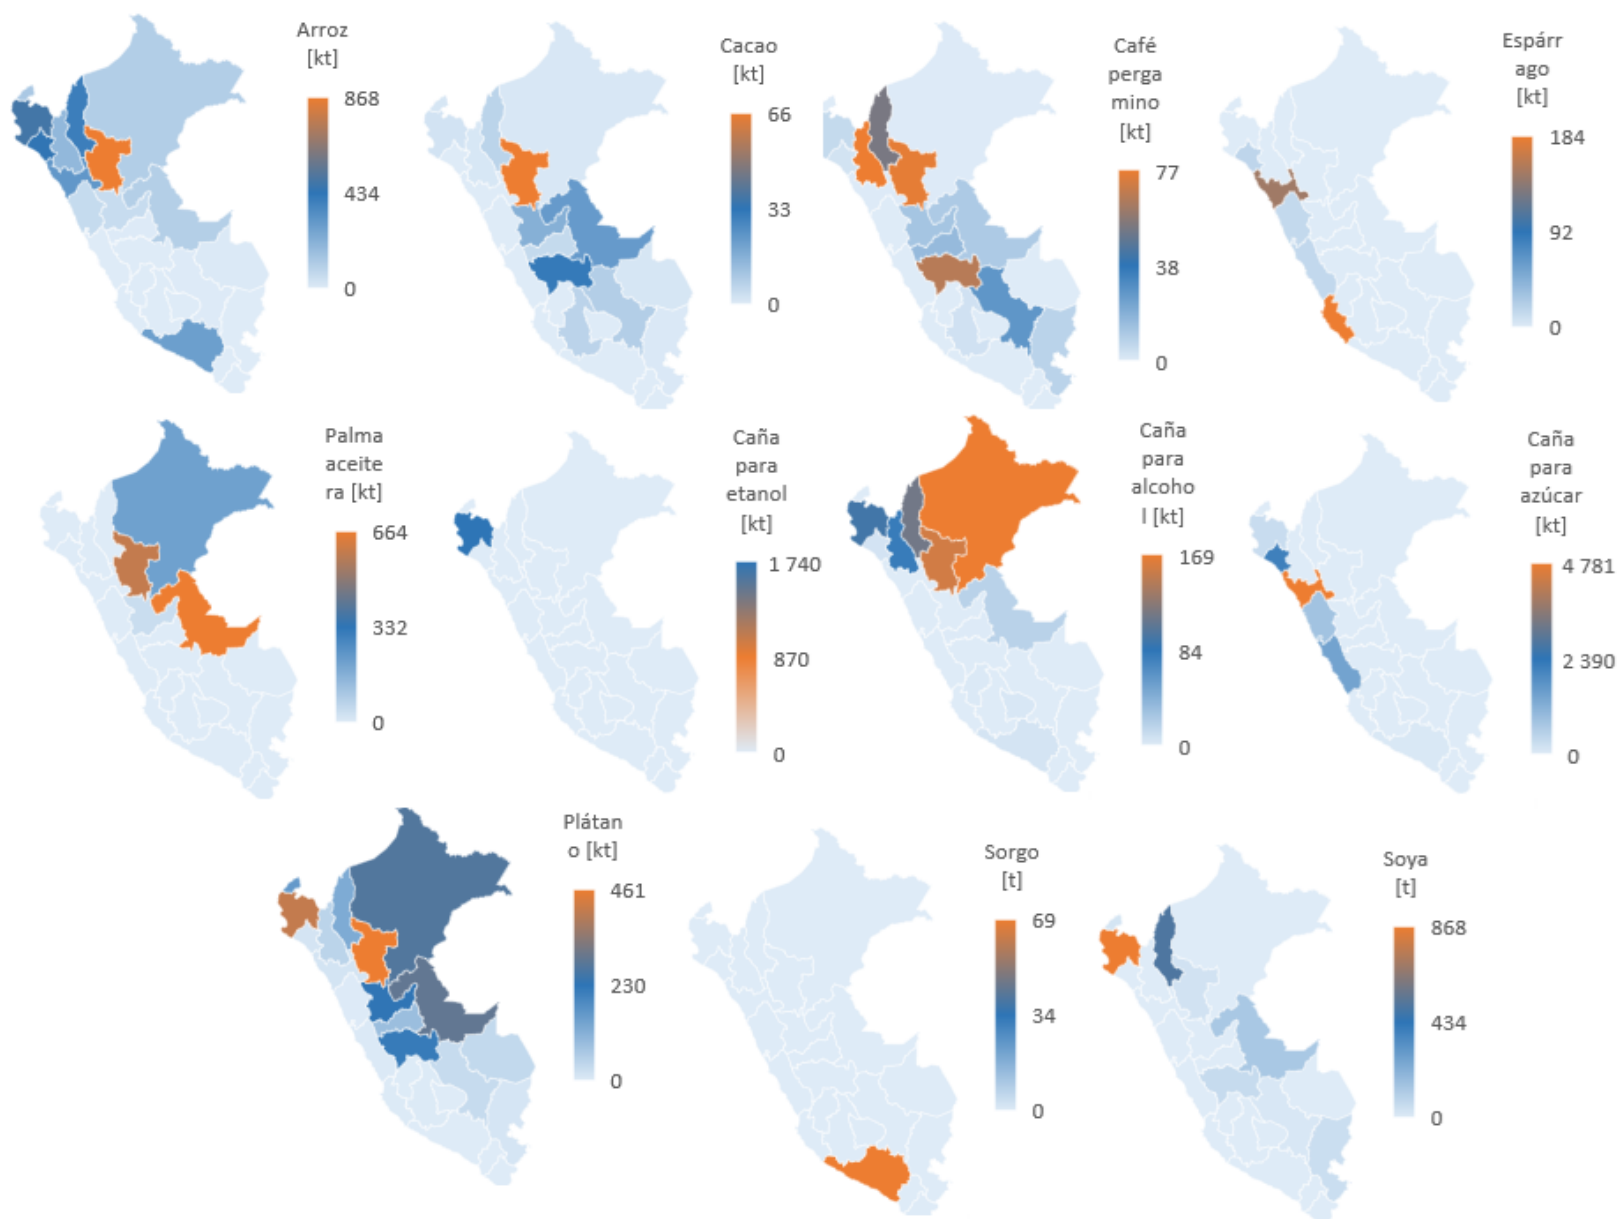 Arroz
[kt]
868
434
0
Cacao
[kt]
66
33
0
Café
perga
mino
[kt]
77
38
0
Espárr
ago
[kt]
184
92
0
Palma
aceite
ra [kt]
664
332
0
Caña
para
etanol
[kt]
1 740
870
0
Caña
para
alcoho
l [kt]
169
84
0
Caña
para
azúcar
[kt]
4 781
2 390
0
Plátan
o [kt]
461
230
0
Sorgo
[t]
69
34
0
Soya
[t]
868
434
0